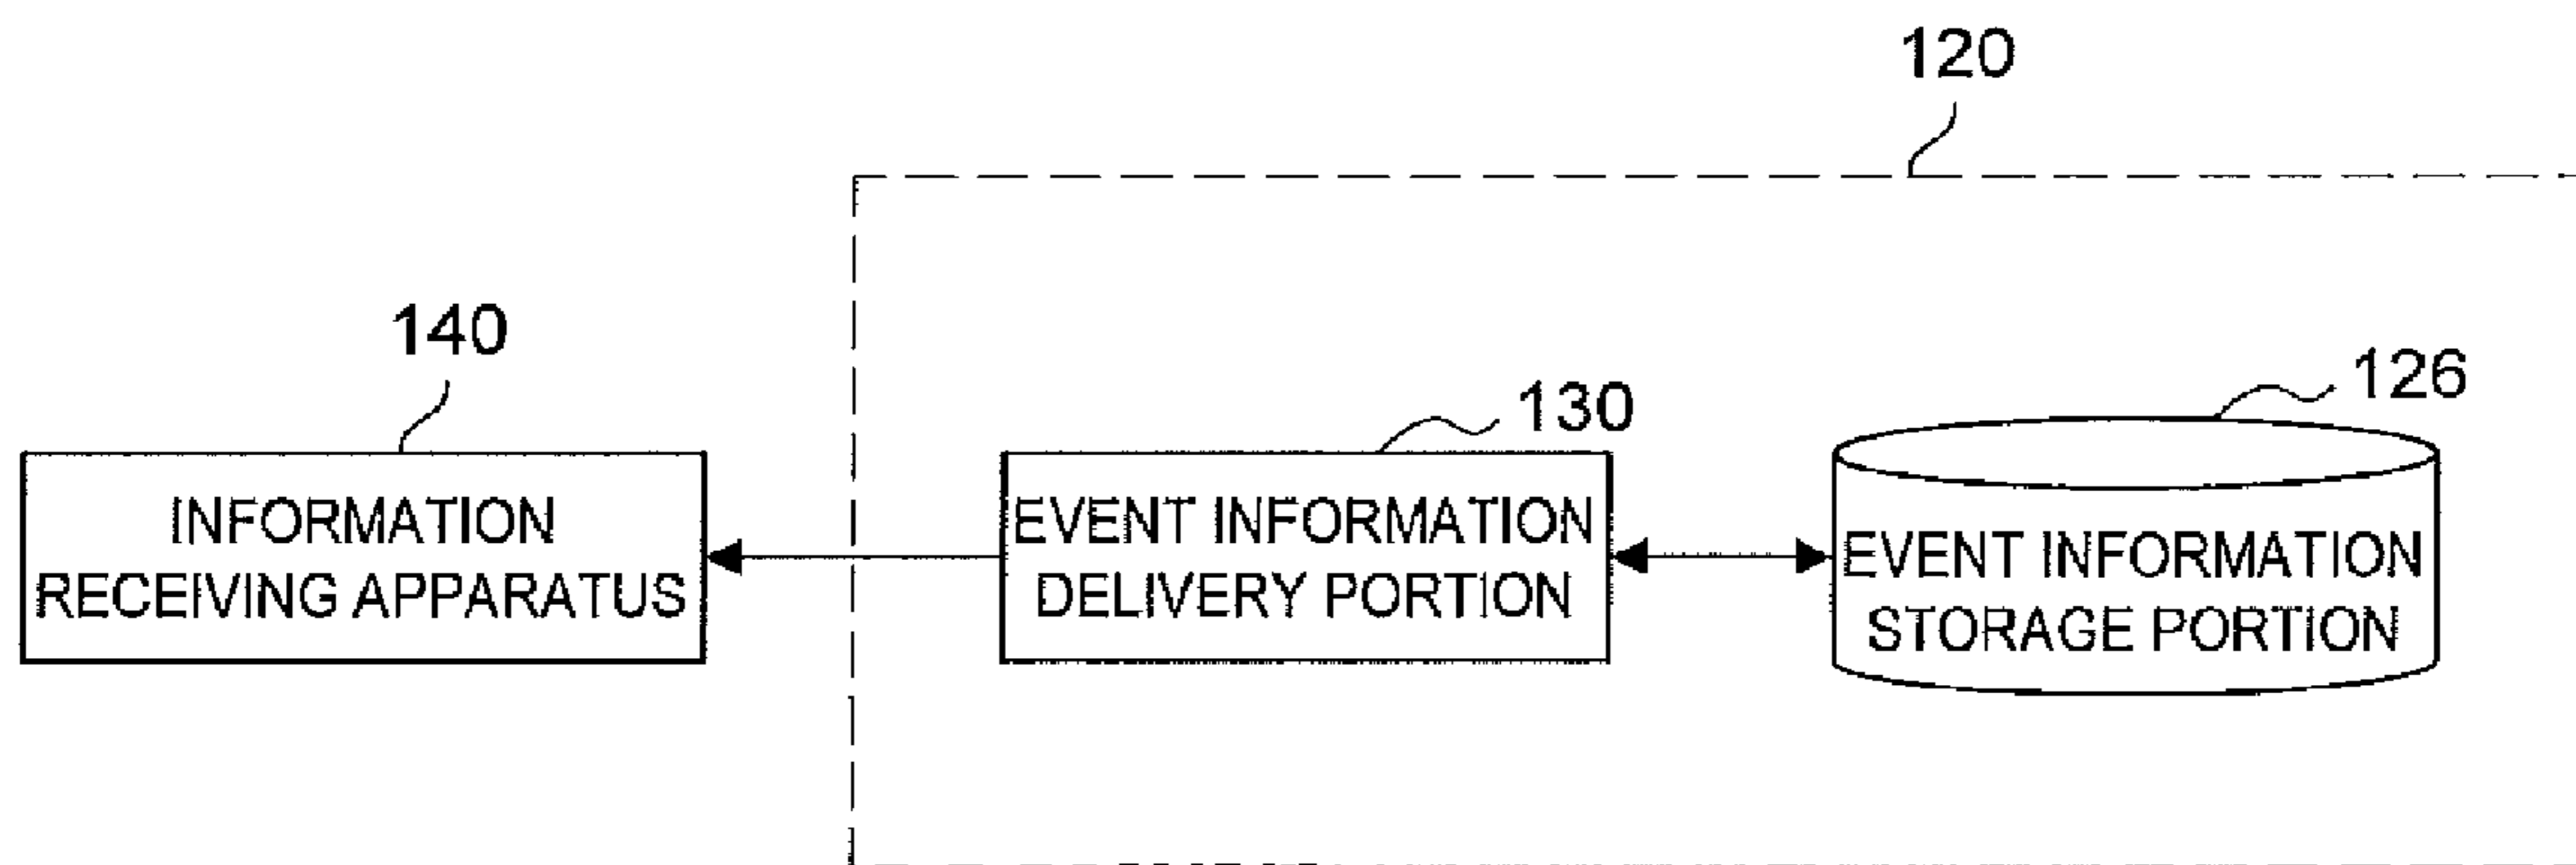 120
140
130
126
INFORMATION
RECEIVING APPARATUS
EVENT INFORMATION
DELIVERY PORTION
EVENT INFORMATION
STORAGE PORTION